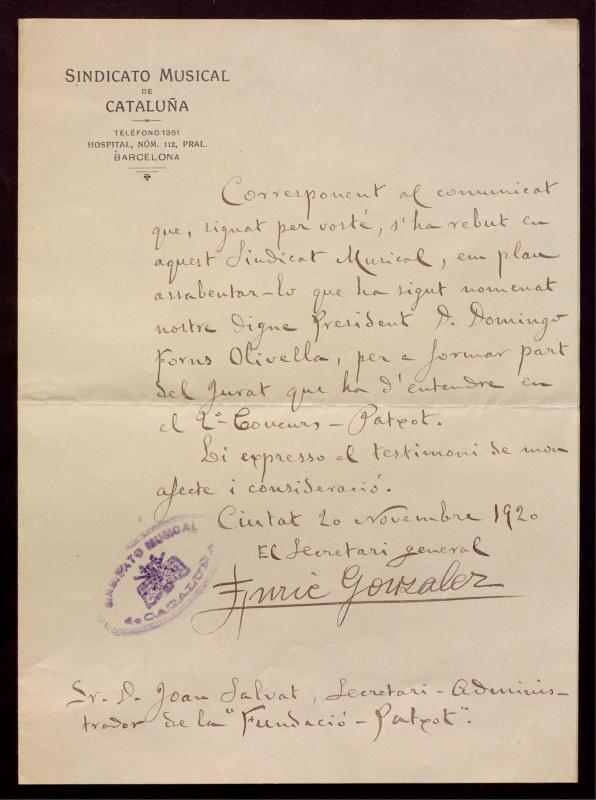 SINDICATO MUSICAL
DE
CATALUÑA
TELÉFONO 1351
HOSPITAL, NÚM. 112, PRAL.
BARCELONA
Corresponent al comunicat
que, signat per vosté, s'ha rebut en
aquest Sindicat Musical, em plau
assabentar-lo que ha sigut nomenat
nostre digne President D. Domingo
Forns Olivella, per a formar part
del Jurat que ha d'entendre en
el 1er Concurs - Patxot.
Li expresso el testimoni de mon
afecte i consideració.
Ciutat 20 Novembre 1920
El Secretari general
Enric Gonzalez
SINDICATO MUSICAL
de CATALUÑA
Sr. D. Joan Salvat, Secretari-Adminis-
trador de la "Fundació-Patxot".